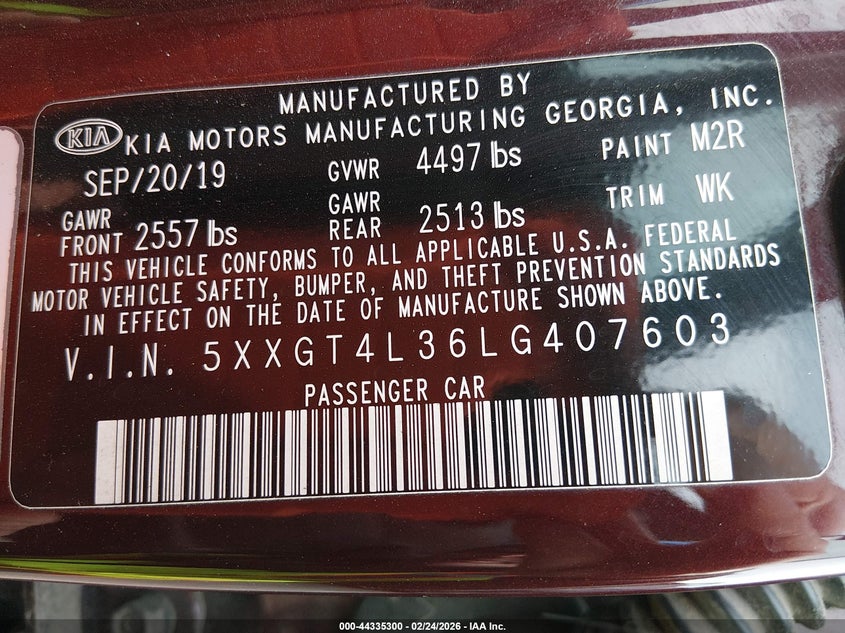 MANUFACTURED BY
KIA KIA MOTORS MANUFACTURING GEORGIA, INC.
SEP/20/19 GVWR 4497 lbs PAINT M2R
GAWR FRONT 2557 lbs GAWR REAR 2513 lbs TRIM WK
THIS VEHICLE CONFORMS TO ALL APPLICABLE U.S.A. FEDERAL
MOTOR VEHICLE SAFETY, BUMPER, AND THEFT PREVENTION STANDARDS
IN EFFECT ON THE DATE OF MANUFACTURE SHOWN ABOVE.
V.I.N. 5XXGT4L36LG407603
PASSENGER CAR
000-44335300 - 02/24/2026 - IAA Inc.